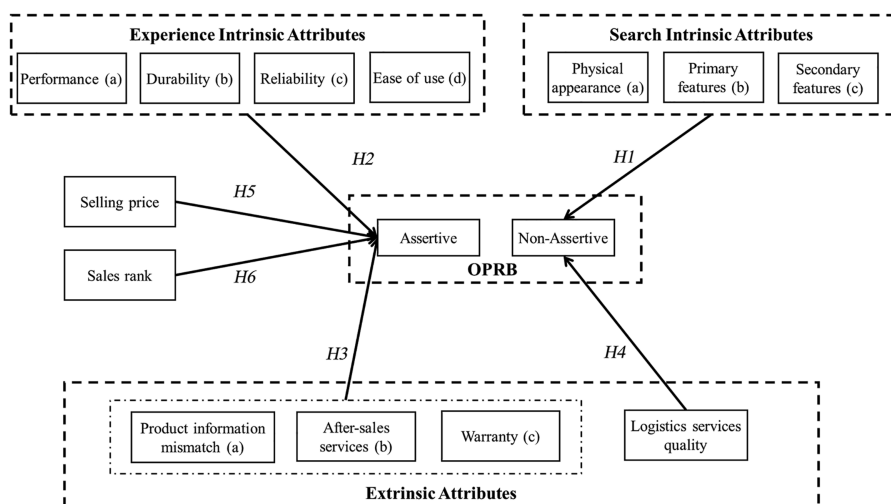 Experience Intrinsic Attributes
Performance (a)
Durability (b)
Reliability (c)
Ease of use (d)
Search Intrinsic Attributes
Physical
appearance (a)
Primary
features (b)
Secondary
features (c)
H2
H1
Selling price
H5
Sales rank
H6
Assertive
Non-Assertive
OPRB
H3
H4
Product information
mismatch (a)
After-sales
services (b)
Warranty (c)
Logistics services
quality
Extrinsic Attributes